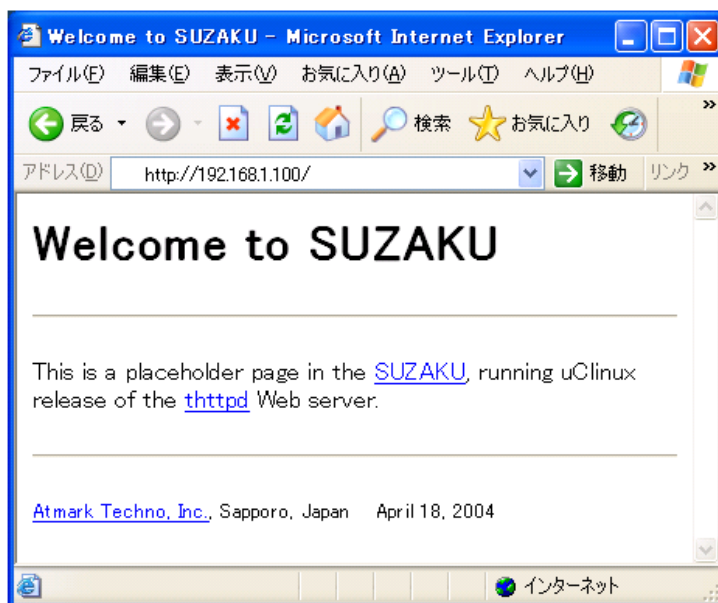 Welcome to SUZAKU - Microsoft Internet Explorer
ファイル(F) 編集(E) 表示(V) お気に入り(A) ツール(T) ヘルプ(H)
戻る 検索 お気に入り »
アドレス(D) http://192.168.1.100/ 移動 リンク »
Welcome to SUZAKU
This is a placeholder page in the SUZAKU, running uClinux
release of the thttpd Web server.
Atmark Techno, Inc., Sapporo, Japan April 18, 2004
インターネット